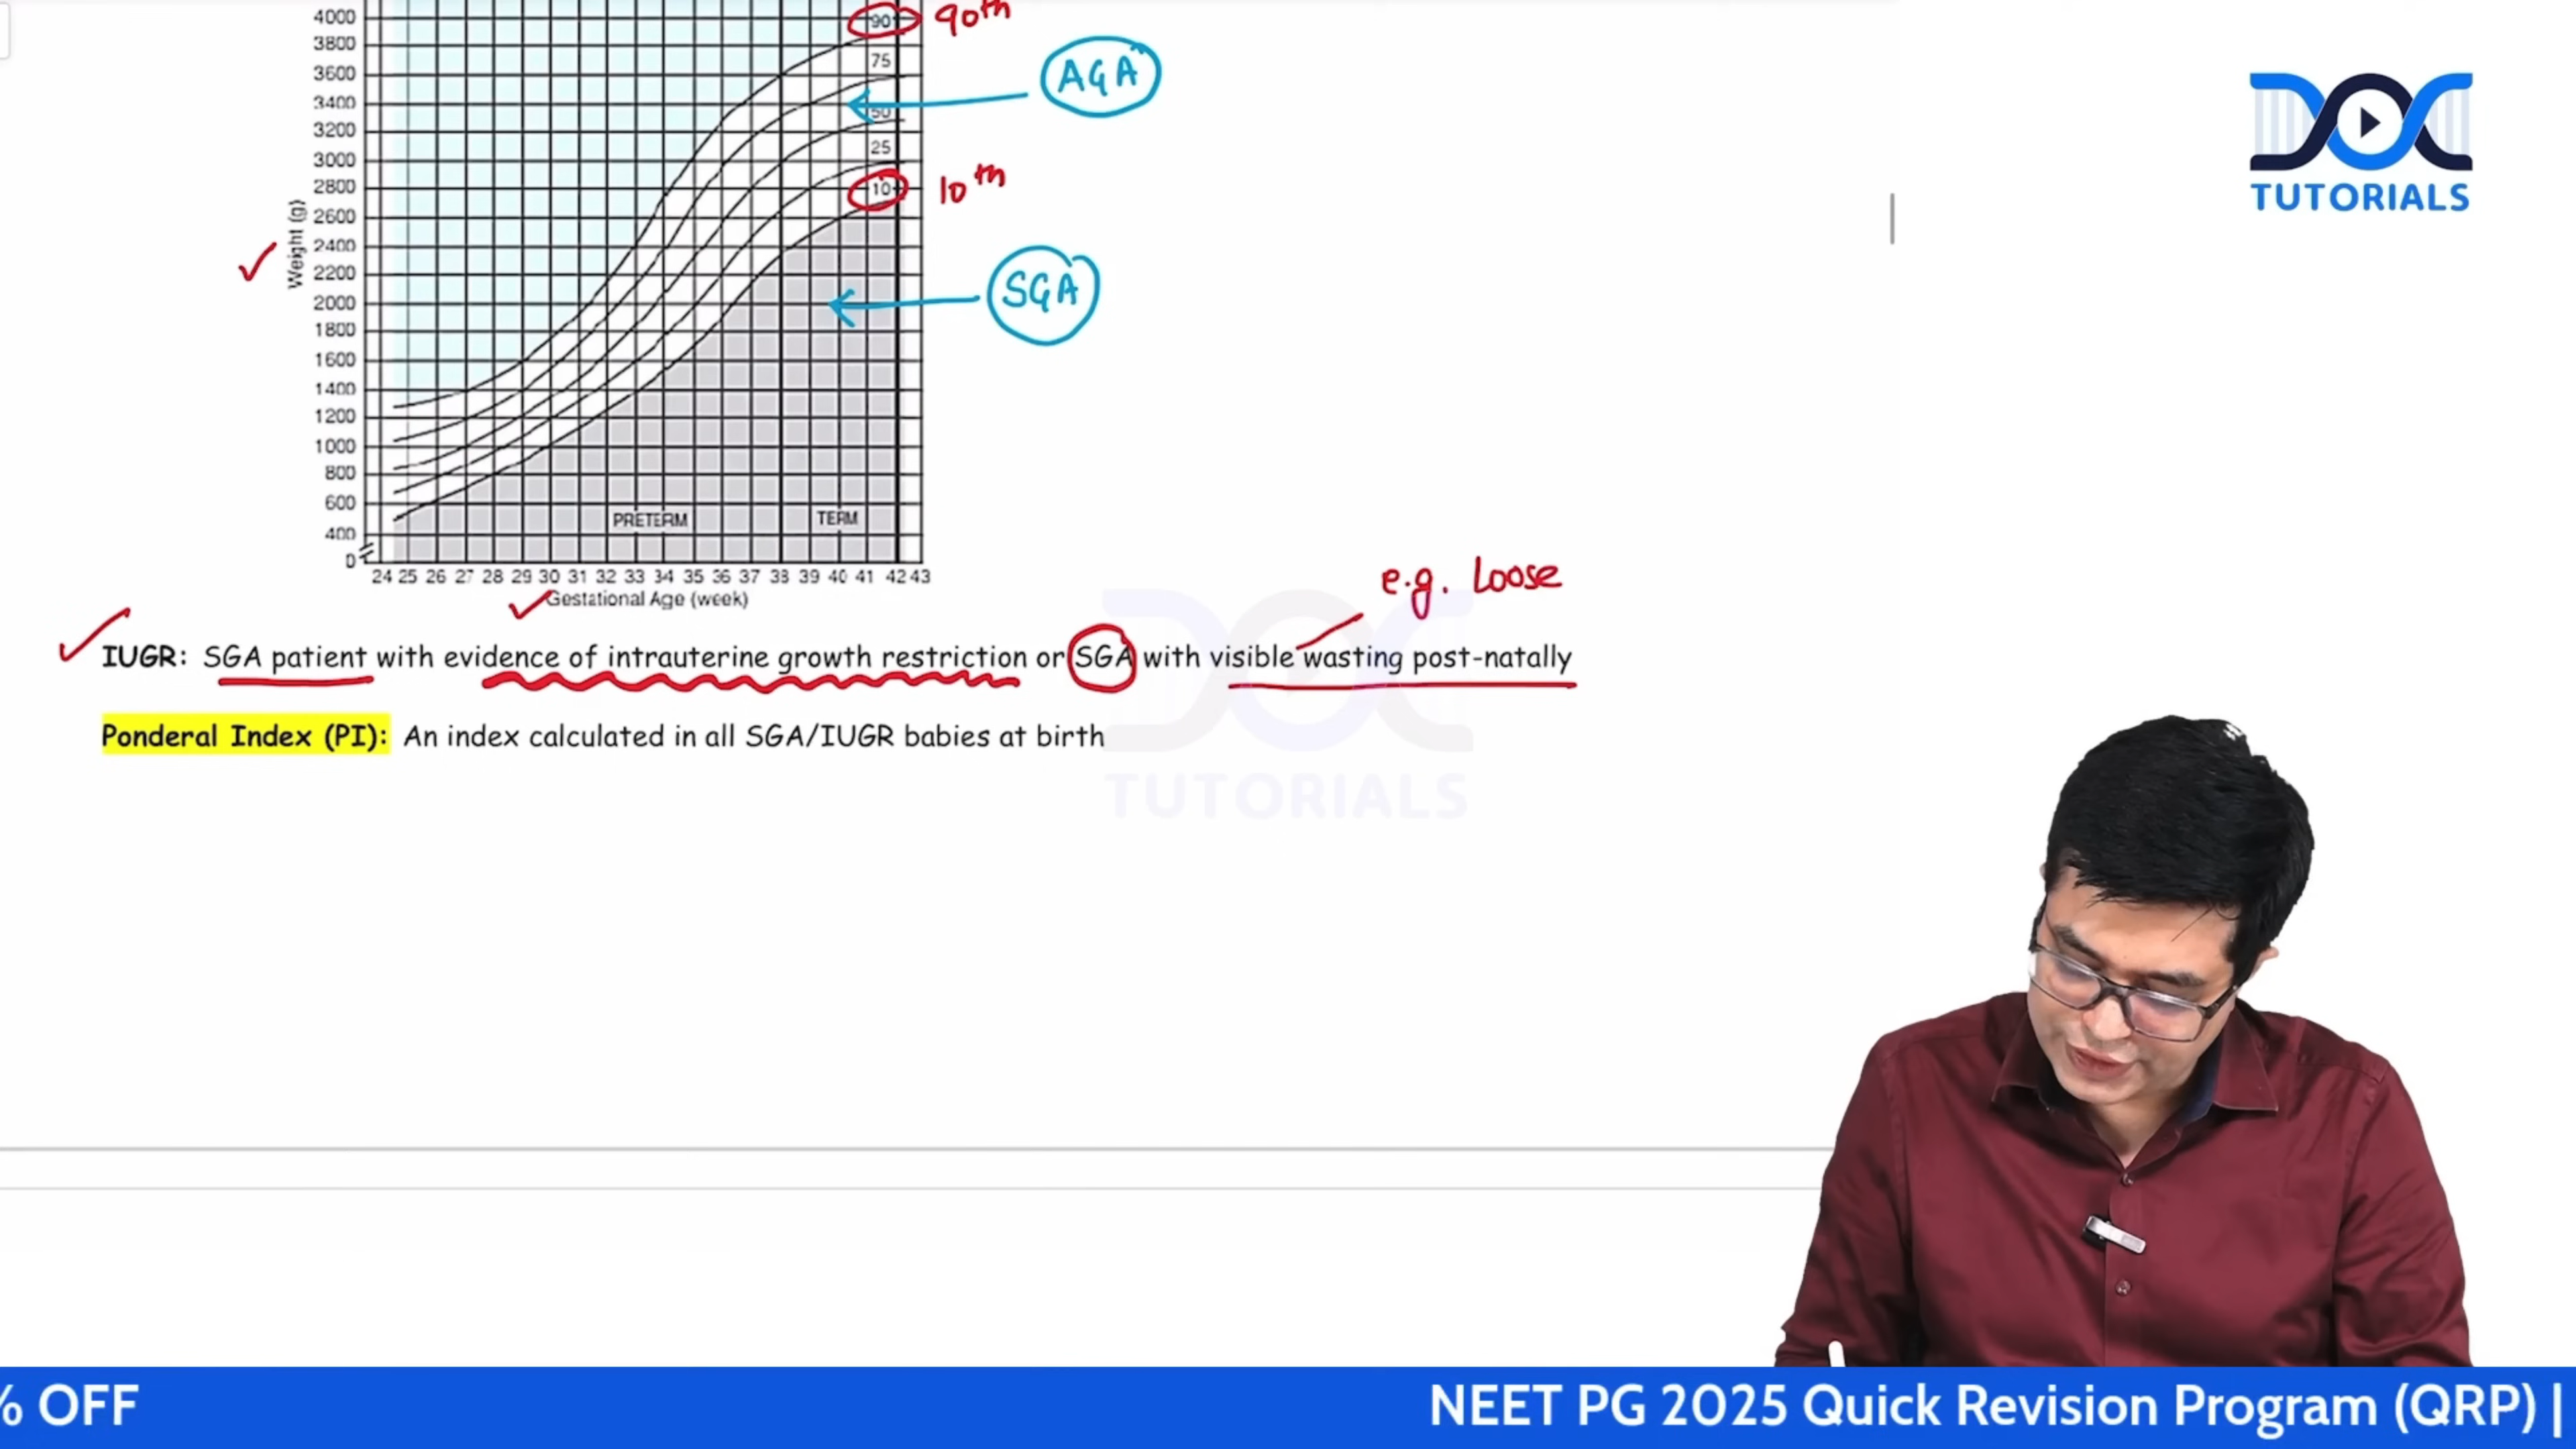 4000
90
90th
3800
75
AGA
3600
3400
50
3200
3000
25
2800
10
10th
Weight (g)
2600
2400
2200
SGA
2000
1800
1600
1400
1200
1000
800
600
PRETERM
TERM
400
0
24 25 26 27 28 29 30 31 32 33 34 35 36 37 38 39 40 41 42 43
Gestational Age (week)
e.g. Loose
IUGR: SGA patient with evidence of intrauterine growth restriction or SGA with visible wasting post-natally
Ponderal Index (PI): An index calculated in all SGA/IUGR babies at birth
DOC
TUTORIALS
DOC
TUTORIALS
% OFF
NEET PG 2025 Quick Revision Program (QRP) |